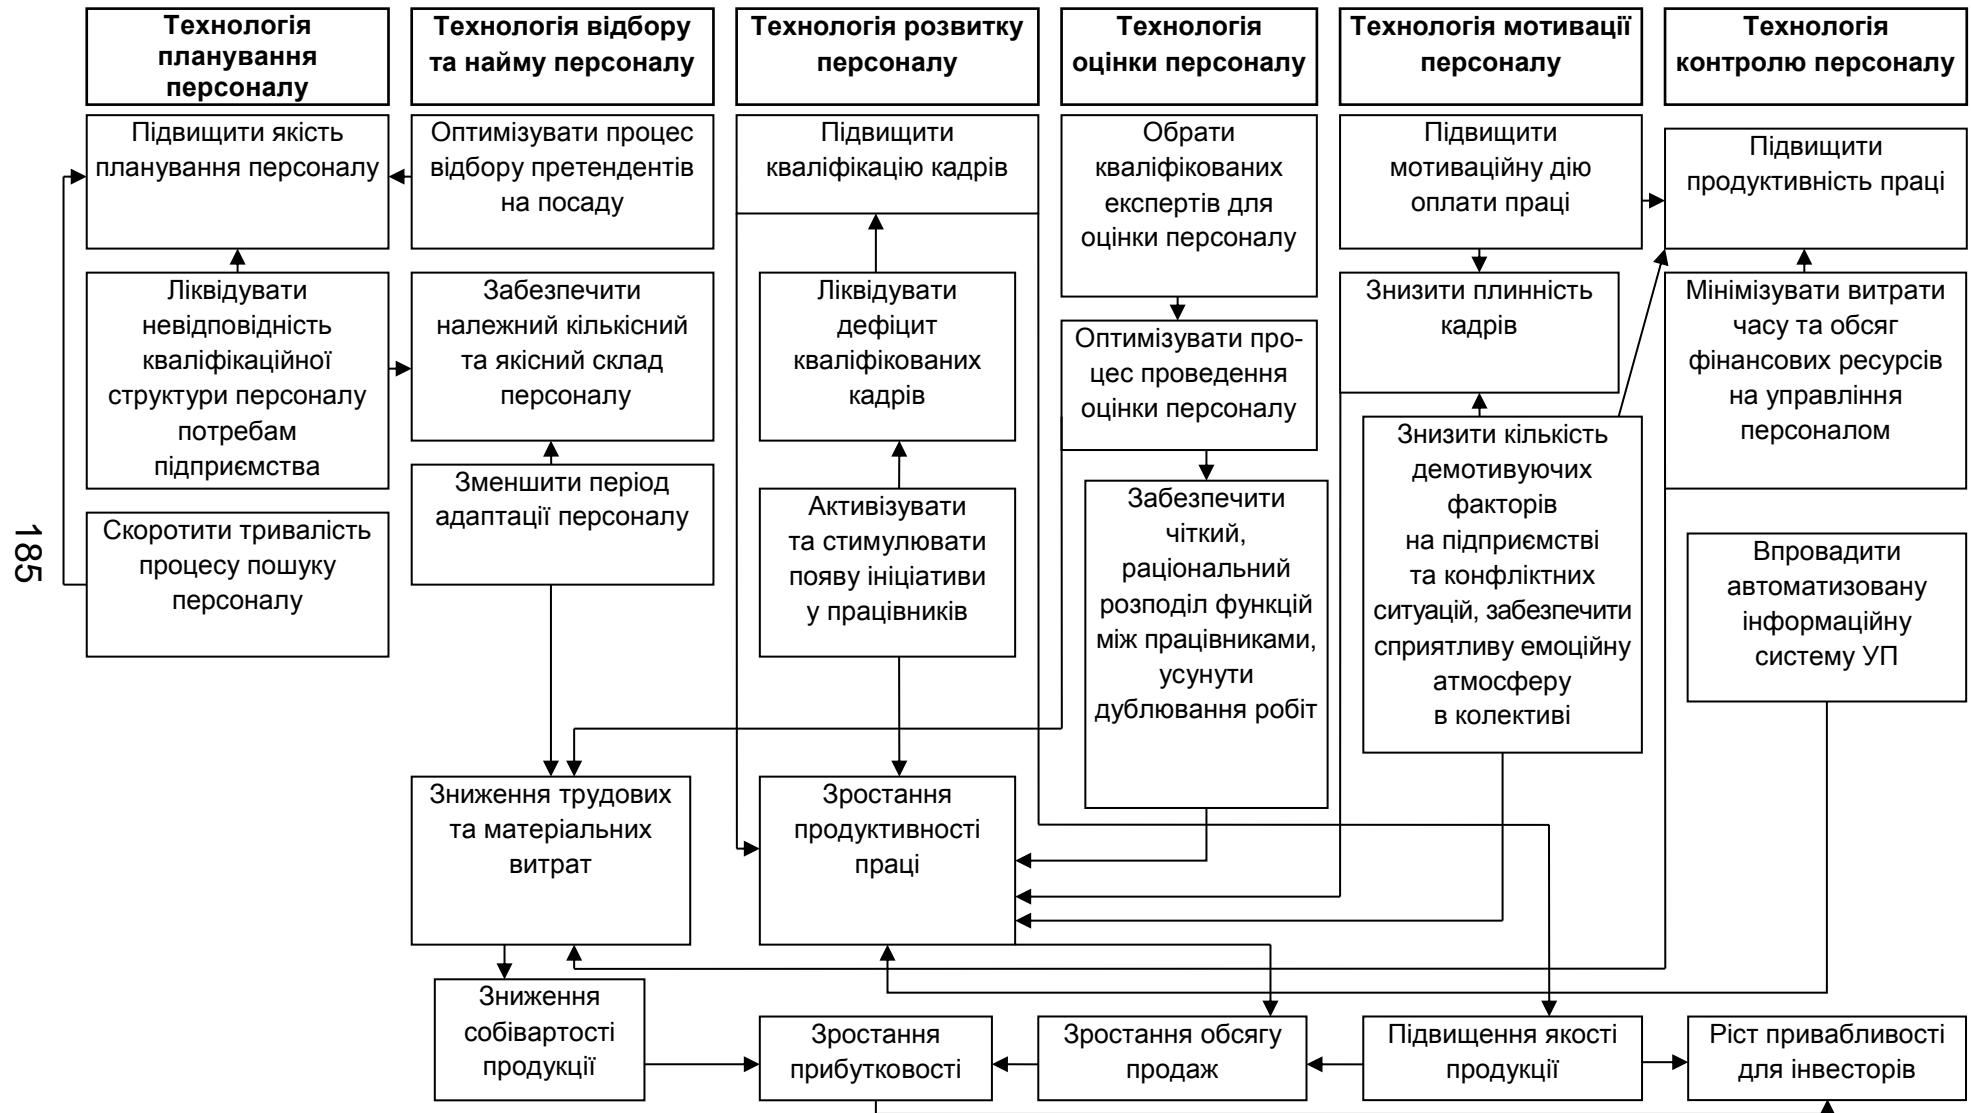 Технологія
планування
персоналу
Технологія відбору
та найму персоналу
Технологія розвитку
персоналу
Технологія
оцінки персоналу
Технологія мотивації
персоналу
Технологія
контролю персоналу
Підвищити якість
планування персоналу
Оптимізувати процес
відбору претендентів
на посаду
Підвищити
кваліфікацію кадрів
Обрати
кваліфікованих
експертів для
оцінки персоналу
Підвищити
мотиваційну дію
оплати праці
Підвищити
продуктивність праці
Ліквідувати
невідповідність
кваліфікаційної
структури персоналу
потребам
підприємства
Забезпечити
належний кількісний
та якісний склад
персоналу
Ліквідувати
дефіцит
кваліфікованих
кадрів
Оптимізувати про-
цес проведення
оцінки персоналу
Знизити плинність
кадрів
Мінімізувати витрати
часу та обсяг
фінансових ресурсів
на управління
персоналом
Скоротити тривалість
процесу пошуку
персоналу
Зменшити період
адаптації персоналу
Активізувати
та стимулювати
появу ініціативи
у працівників
Забезпечити
чіткий,
раціональний
розподіл функцій
між працівниками,
усунути
дублювання робіт
Знизити кількість
демотивуючих
факторів
на підприємстві
та конфліктних
ситуацій, забезпечити
сприятливу емоційну
атмосферу
в колективі
Впровадити
автоматизовану
інформаційну
систему УП
185
Зниження трудових
та матеріальних
витрат
Зростання
продуктивності
праці
Зниження
собівартості
продукції
Зростання
прибутковості
Зростання обсягу
продаж
Підвищення якості
продукції
Ріст привабливості
для інвесторів